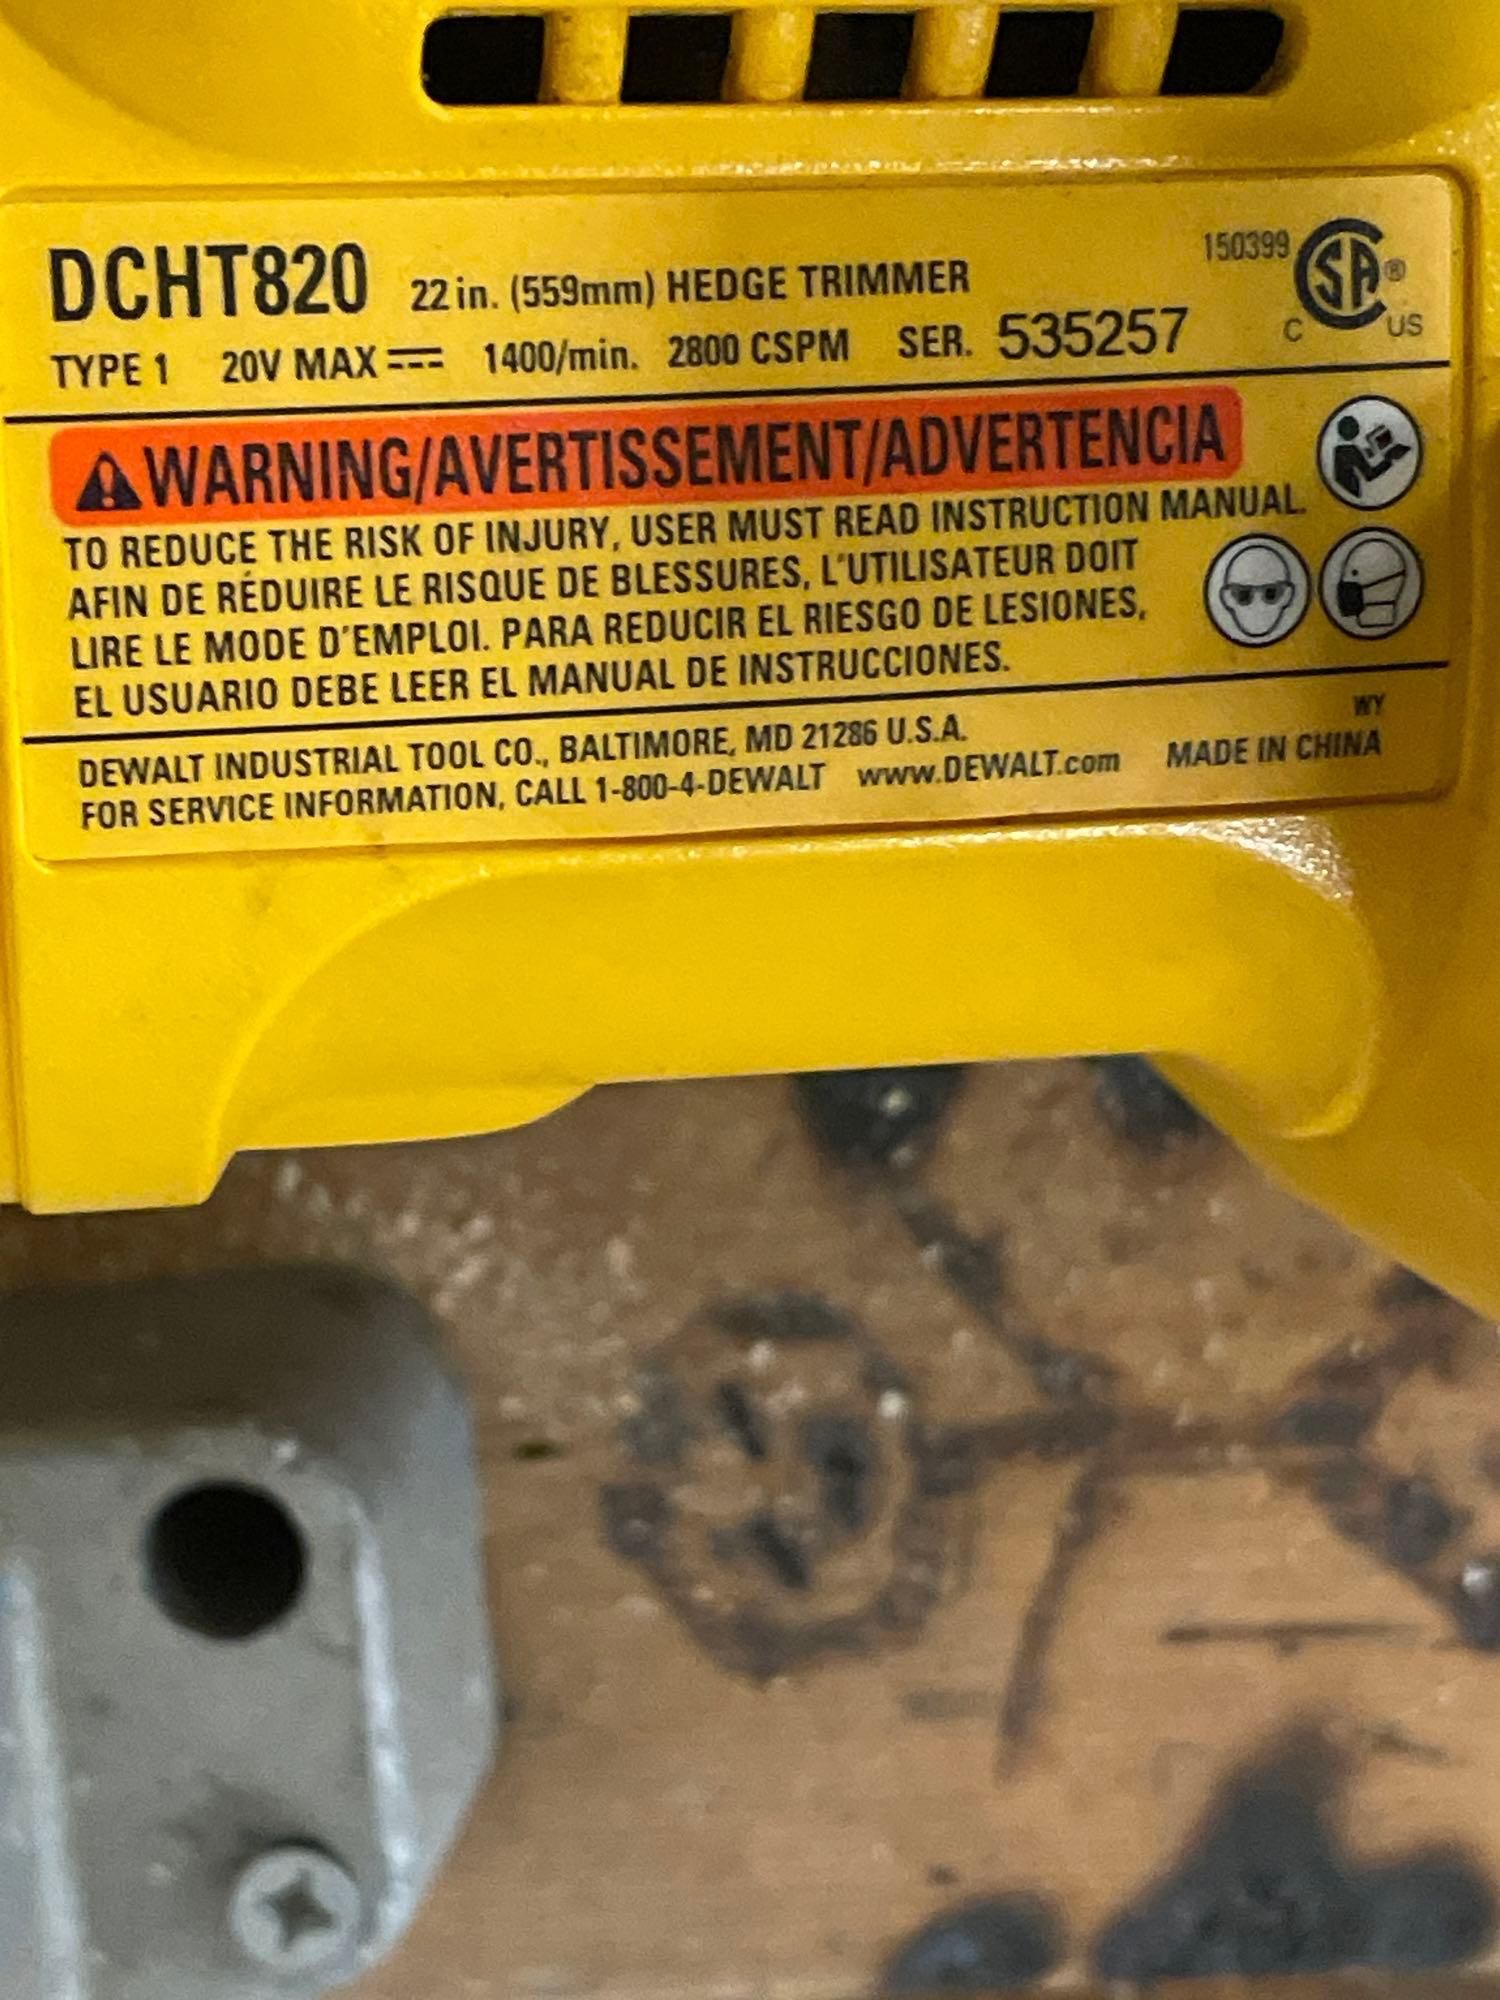 DCHT820 22 in. (559mm) HEDGE TRIMMER 150399 SA ® C US
TYPE 1 20V MAX 1400/min. 2800 CSPM SER. 535257
WARNING/AVERTISSEMENT/ADVERTENCIA
TO REDUCE THE RISK OF INJURY, USER MUST READ INSTRUCTION MANUAL.
AFIN DE RÉDUIRE LE RISQUE DE BLESSURES, L'UTILISATEUR DOIT
LIRE LE MODE D'EMPLOI. PARA REDUCIR EL RIESGO DE LESIONES,
EL USUARIO DEBE LEER EL MANUAL DE INSTRUCCIONES.
WY
DEWALT INDUSTRIAL TOOL CO., BALTIMORE, MD 21286 U.S.A.
FOR SERVICE INFORMATION, CALL 1-800-4-DEWALT www.DEWALT.com MADE IN CHINA